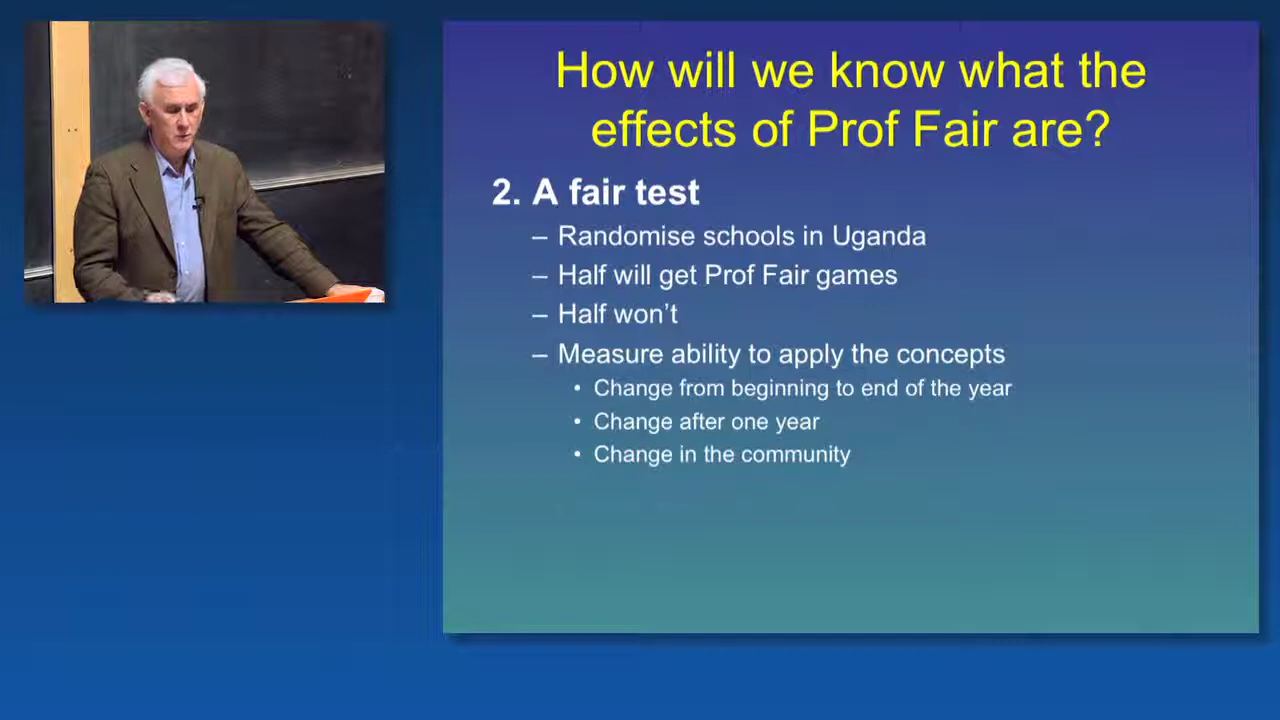 How will we know what the
effects of Prof Fair are?
2. A fair test
– Randomise schools in Uganda
– Half will get Prof Fair games
– Half won't
– Measure ability to apply the concepts
• Change from beginning to end of the year
• Change after one year
• Change in the community